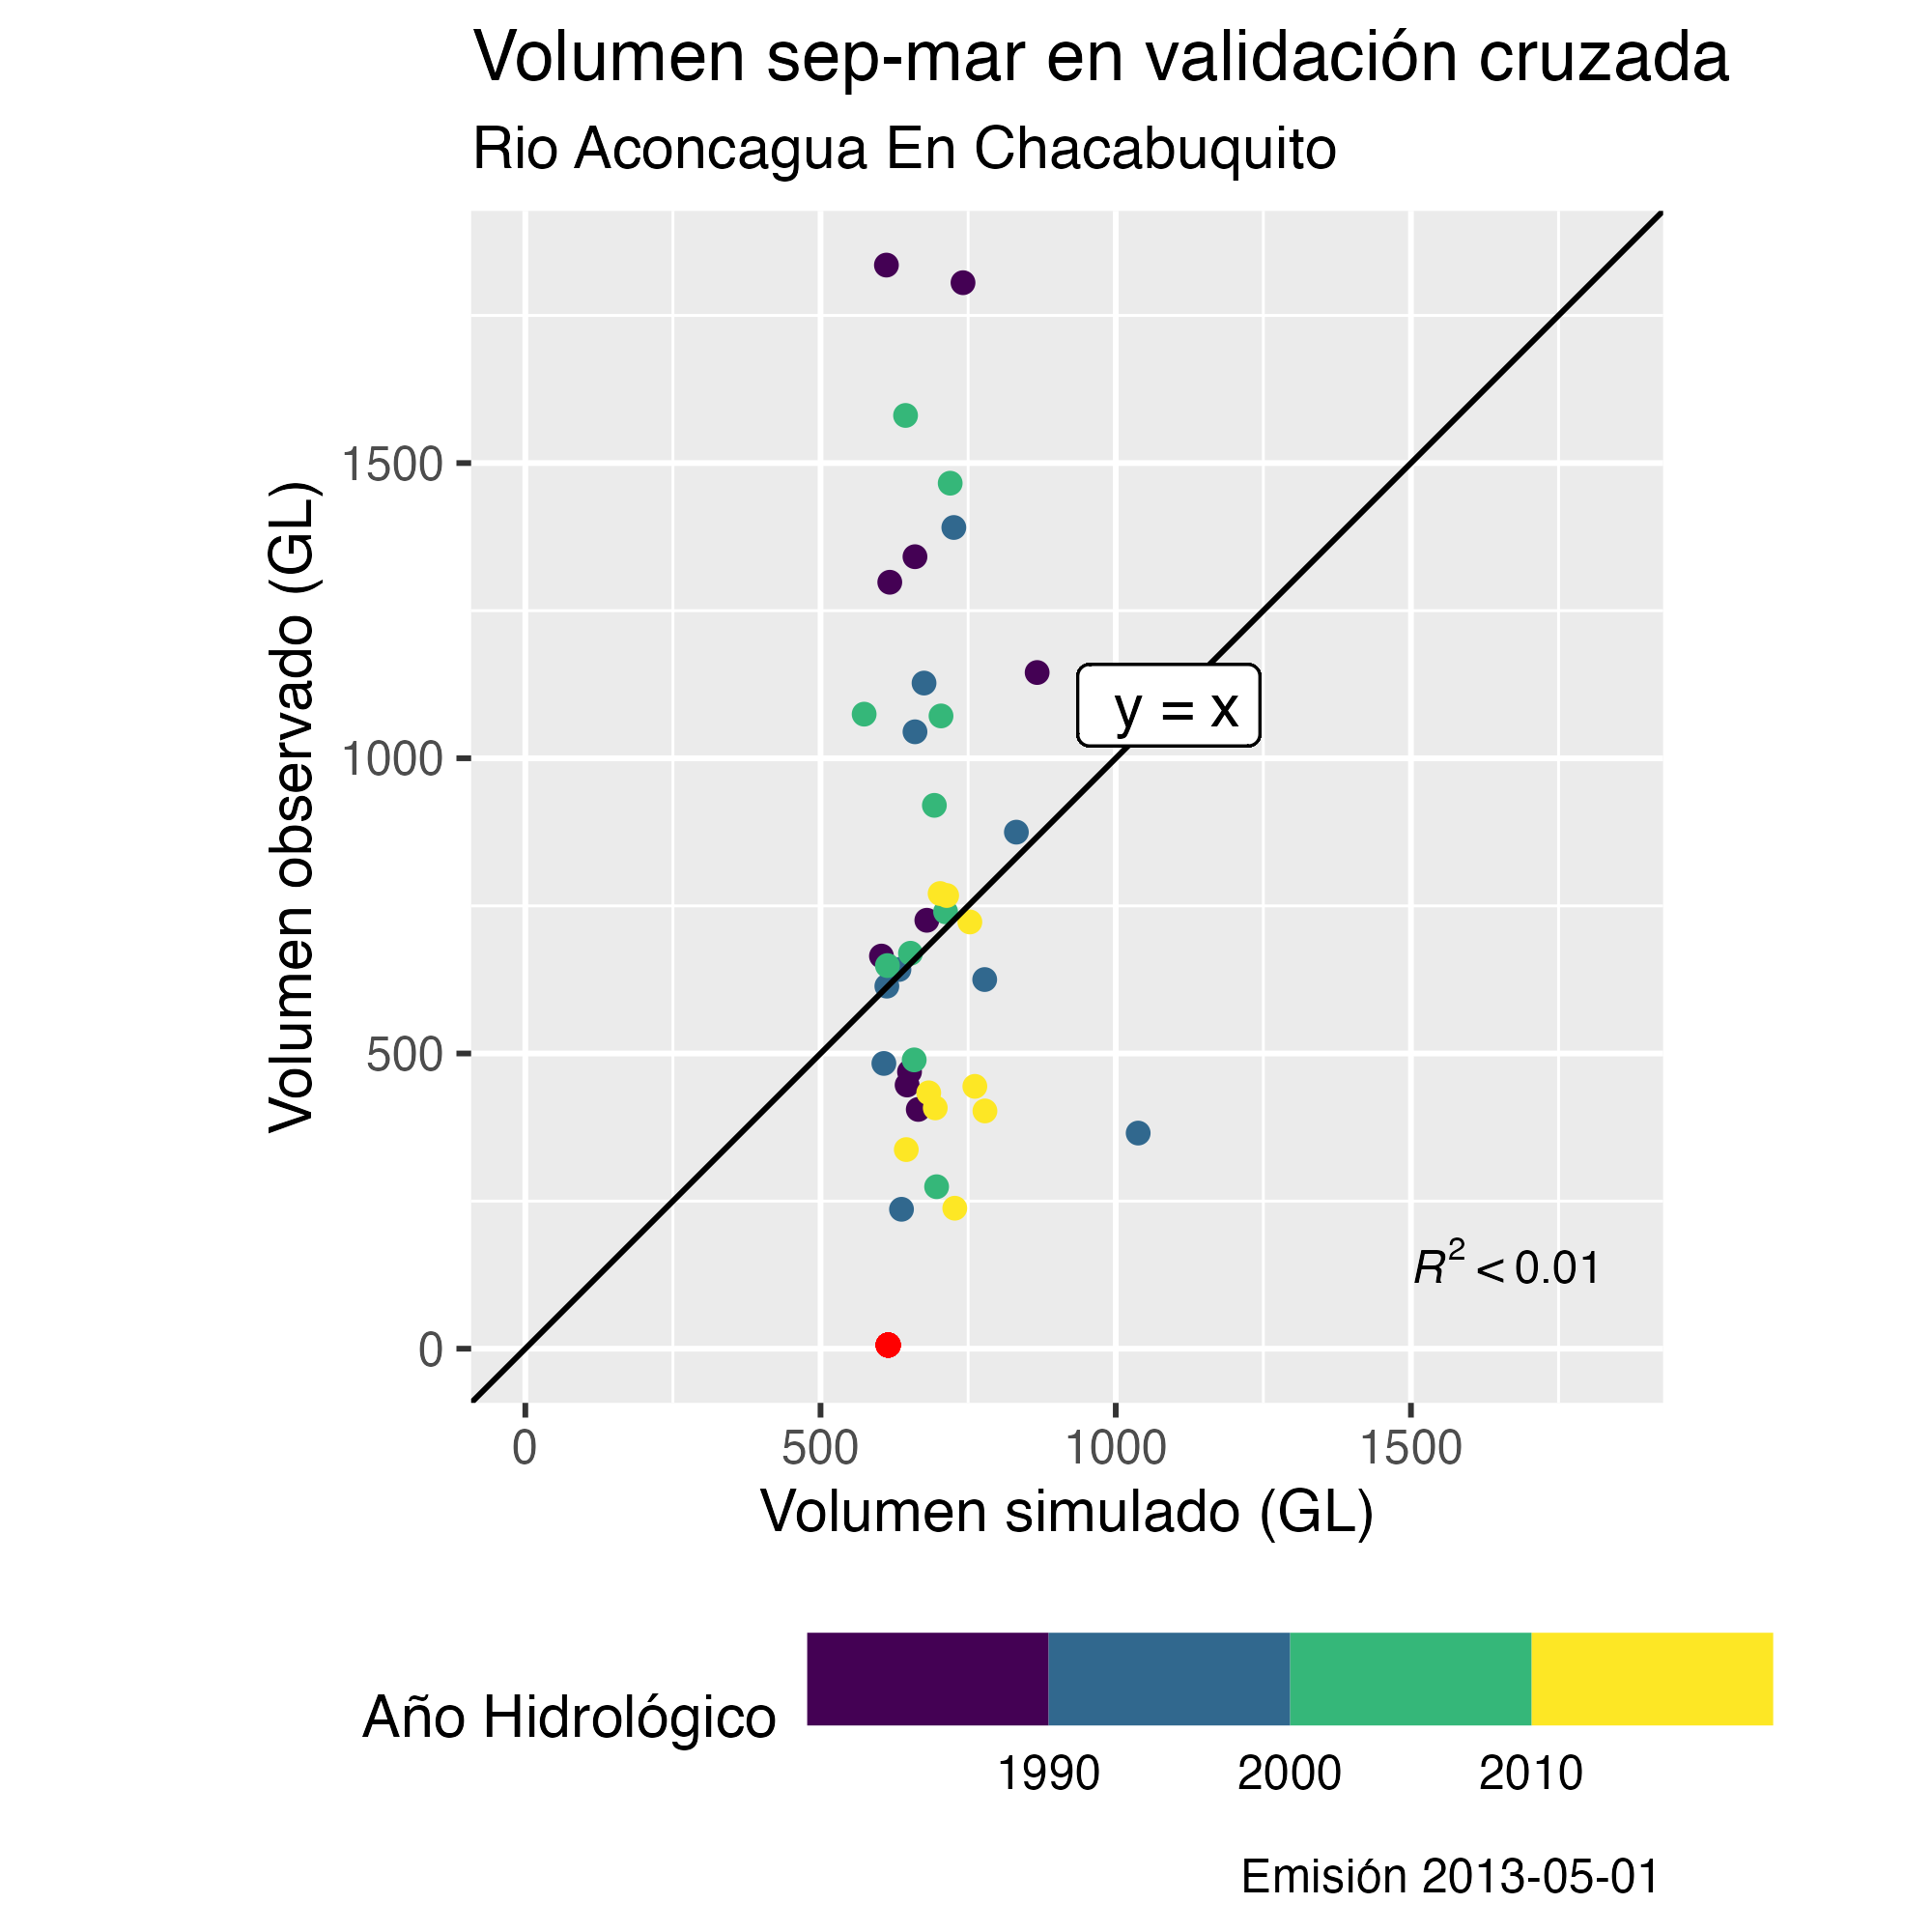 Volumen sep-mar en validación cruzada
Rio Aconcagua En Chacabuquito
Volumen observado (GL)
1500
1000
500
0
y = x
R² < 0.01
0 500 1000 1500
Volumen simulado (GL)
Año Hidrológico
1990 2000 2010
Emisión 2013-05-01